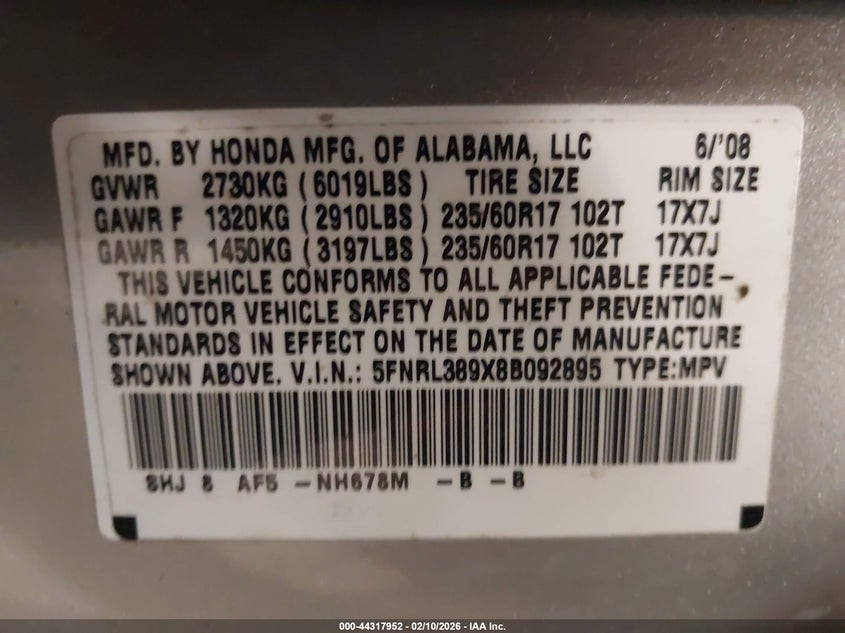 MFD. BY HONDA MFG. OF ALABAMA, LLC 6/'08
GVWR 2730KG (6019LBS) TIRE SIZE RIM SIZE
GAWR F 1320KG (2910LBS) 235/60R17 102T 17X7J
GAWR R 1450KG (3197LBS) 235/60R17 102T 17X7J
THIS VEHICLE CONFORMS TO ALL APPLICABLE FEDE-
RAL MOTOR VEHICLE SAFETY AND THEFT PREVENTION
STANDARDS IN EFFECT ON THE DATE OF MANUFACTURE
SHOWN ABOVE. V.I.N.: 5FNRL389X8B092895 TYPE:MPV
SHJ 8 AF5 -NH678M -B -B
000-44317952 - 02/10/2026 - IAA Inc.